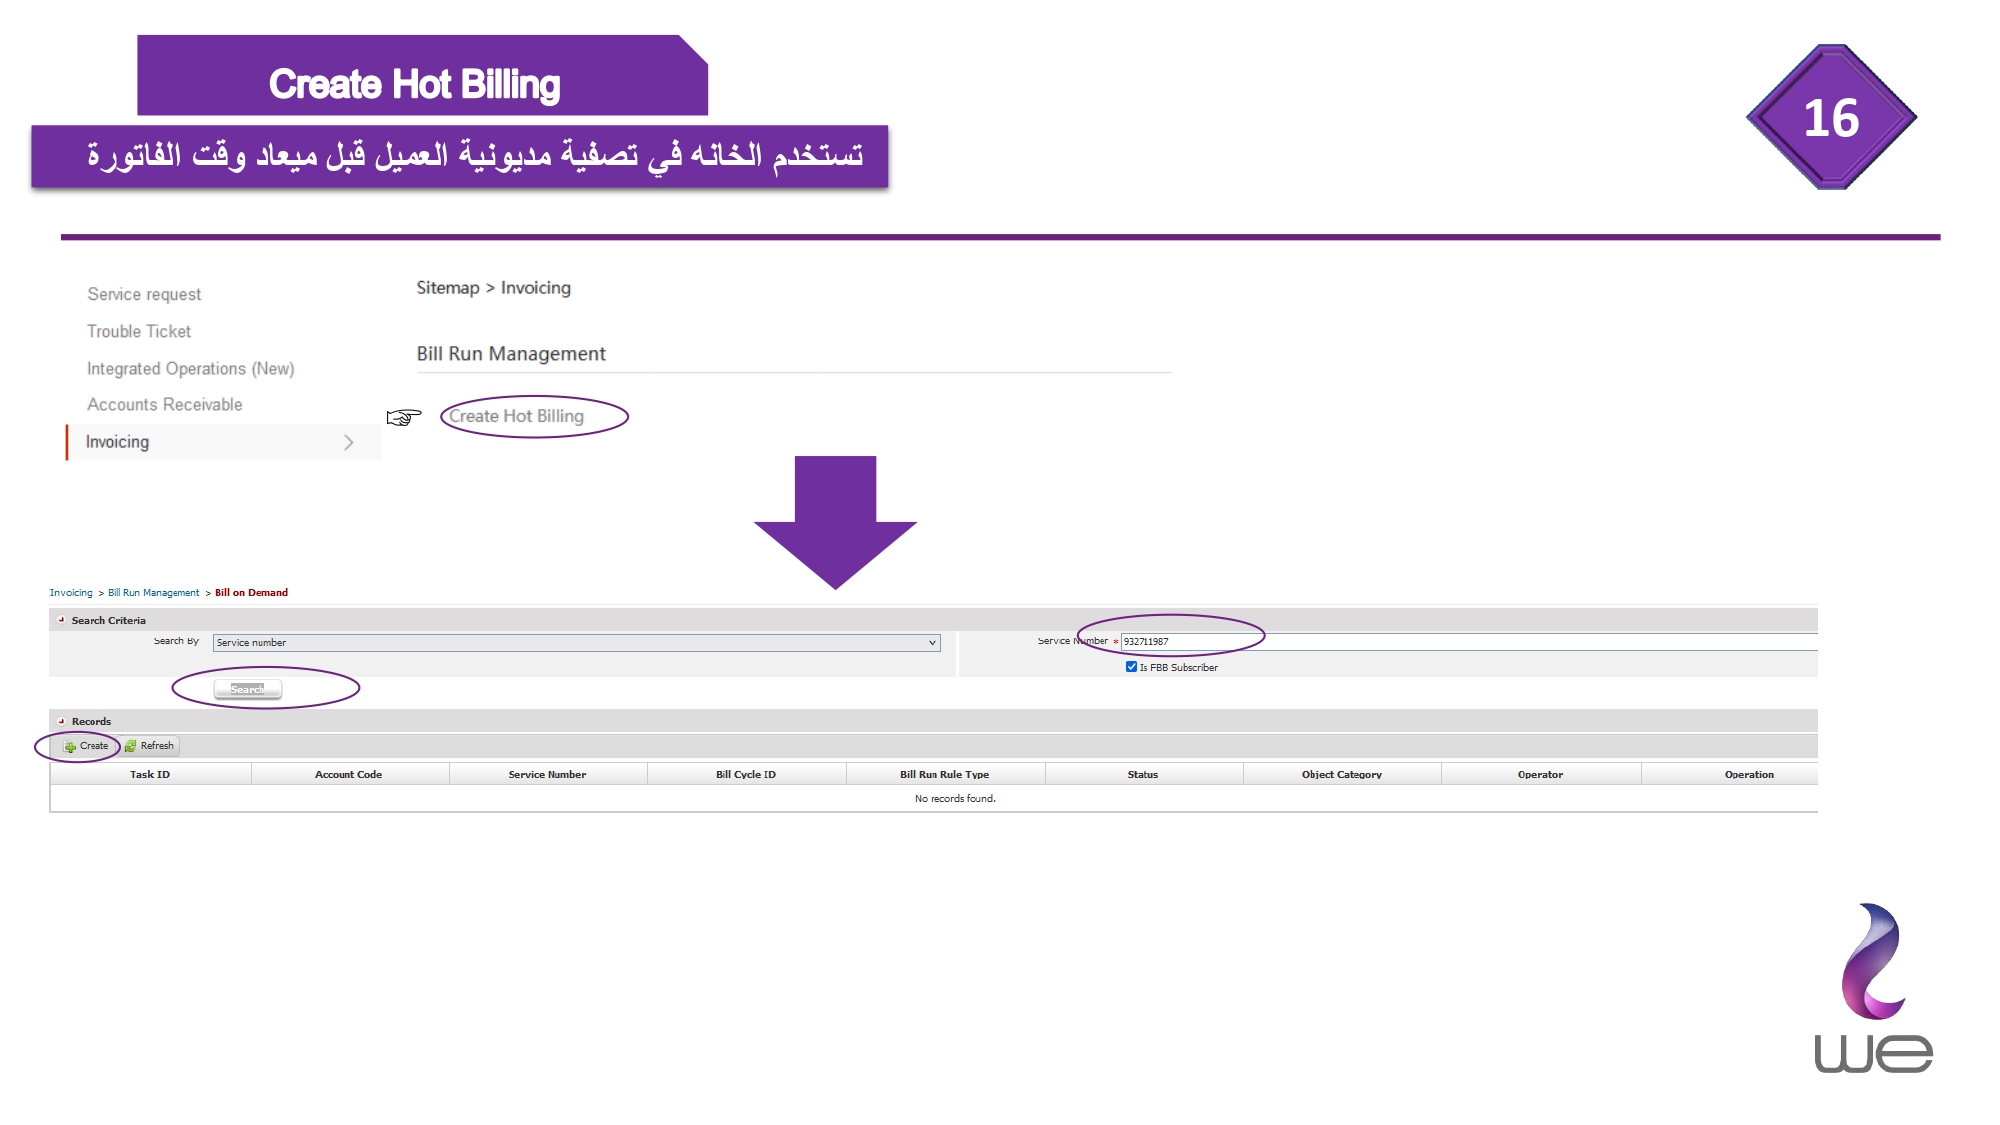 Create Hot Billing
16
تستخدم الخانه في تصفية مديونية العميل قبل ميعاد وقت الفاتورة
Service request
Trouble Ticket
Integrated Operations (New)
Accounts Receivable
Invoicing
Sitemap > Invoicing
Bill Run Management
Create Hot Billing
Invoicing > Bill Run Management > Bill on Demand
Search Criteria
Search By Service number Service Number * 932711987
Is FBB Subscriber
Search
Records
Create Refresh
Task ID Account Code Service Number Bill Cycle ID Bill Run Rule Type Status Object Category Operator Operation
No records found.
we